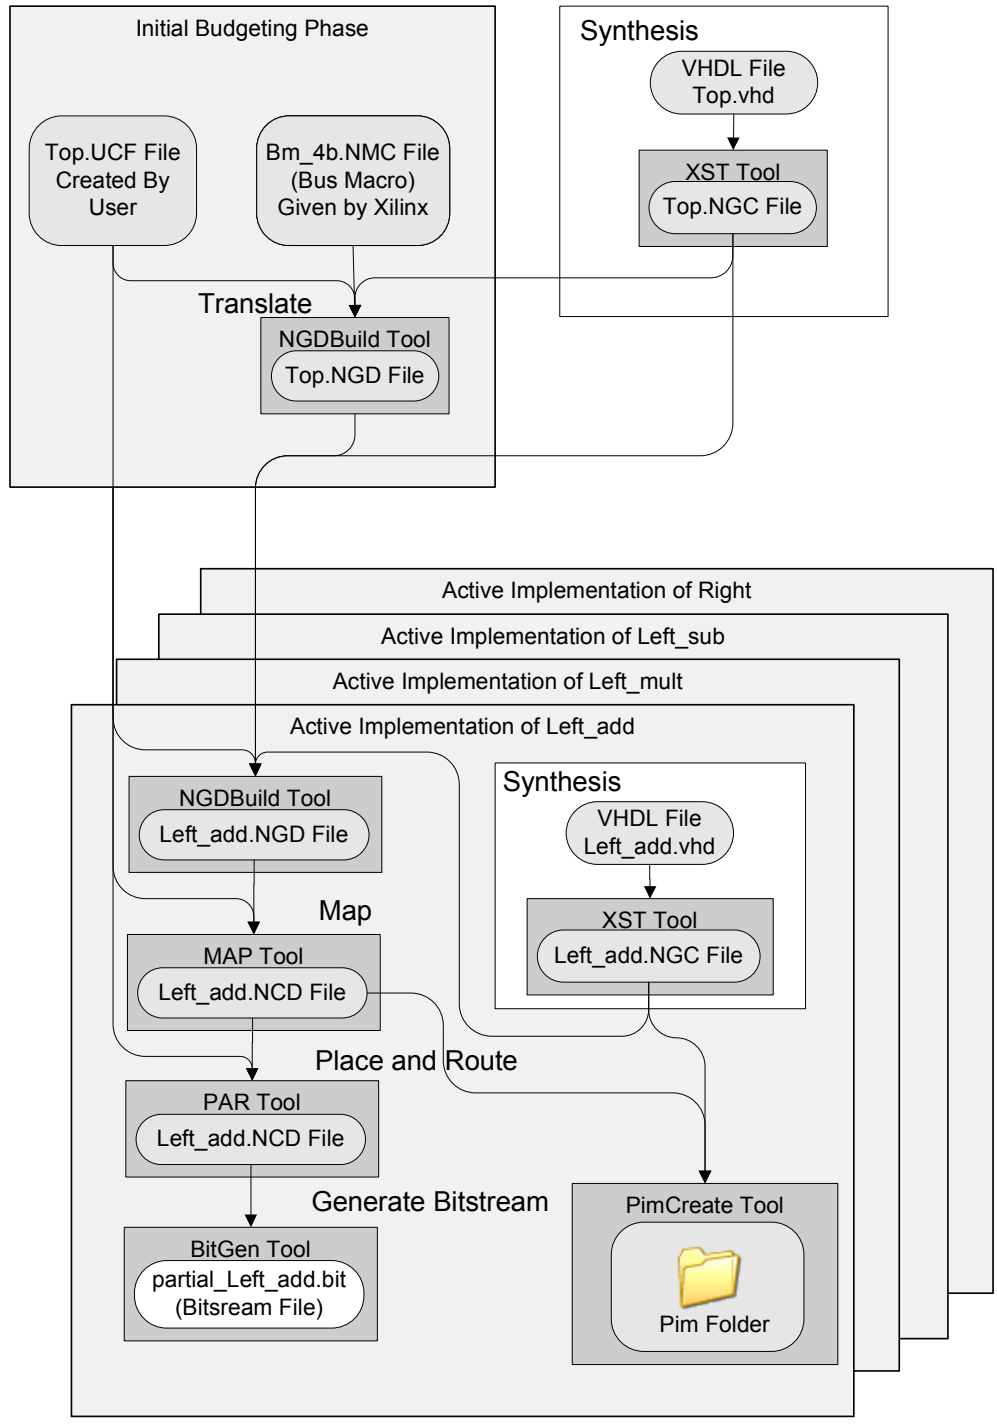 Initial Budgeting Phase
Top.UCF File
Created By
User
Bm_4b.NMC File
(Bus Macro)
Given by Xilinx
Translate
NGDBuild Tool
Top.NGD File
Synthesis
VHDL File
Top.vhd
XST Tool
Top.NGC File
Active Implementation of Right
Active Implementation of Left_sub
Active Implementation of Left_mult
Active Implementation of Left_add
NGDBuild Tool
Left_add.NGD File
Map
MAP Tool
Left_add.NCD File
Place and Route
PAR Tool
Left_add.NCD File
Generate Bitstream
BitGen Tool
partial_Left_add.bit
(Bitsream File)
Synthesis
VHDL File
Left_add.vhd
XST Tool
Left_add.NGC File
PimCreate Tool
Pim Folder